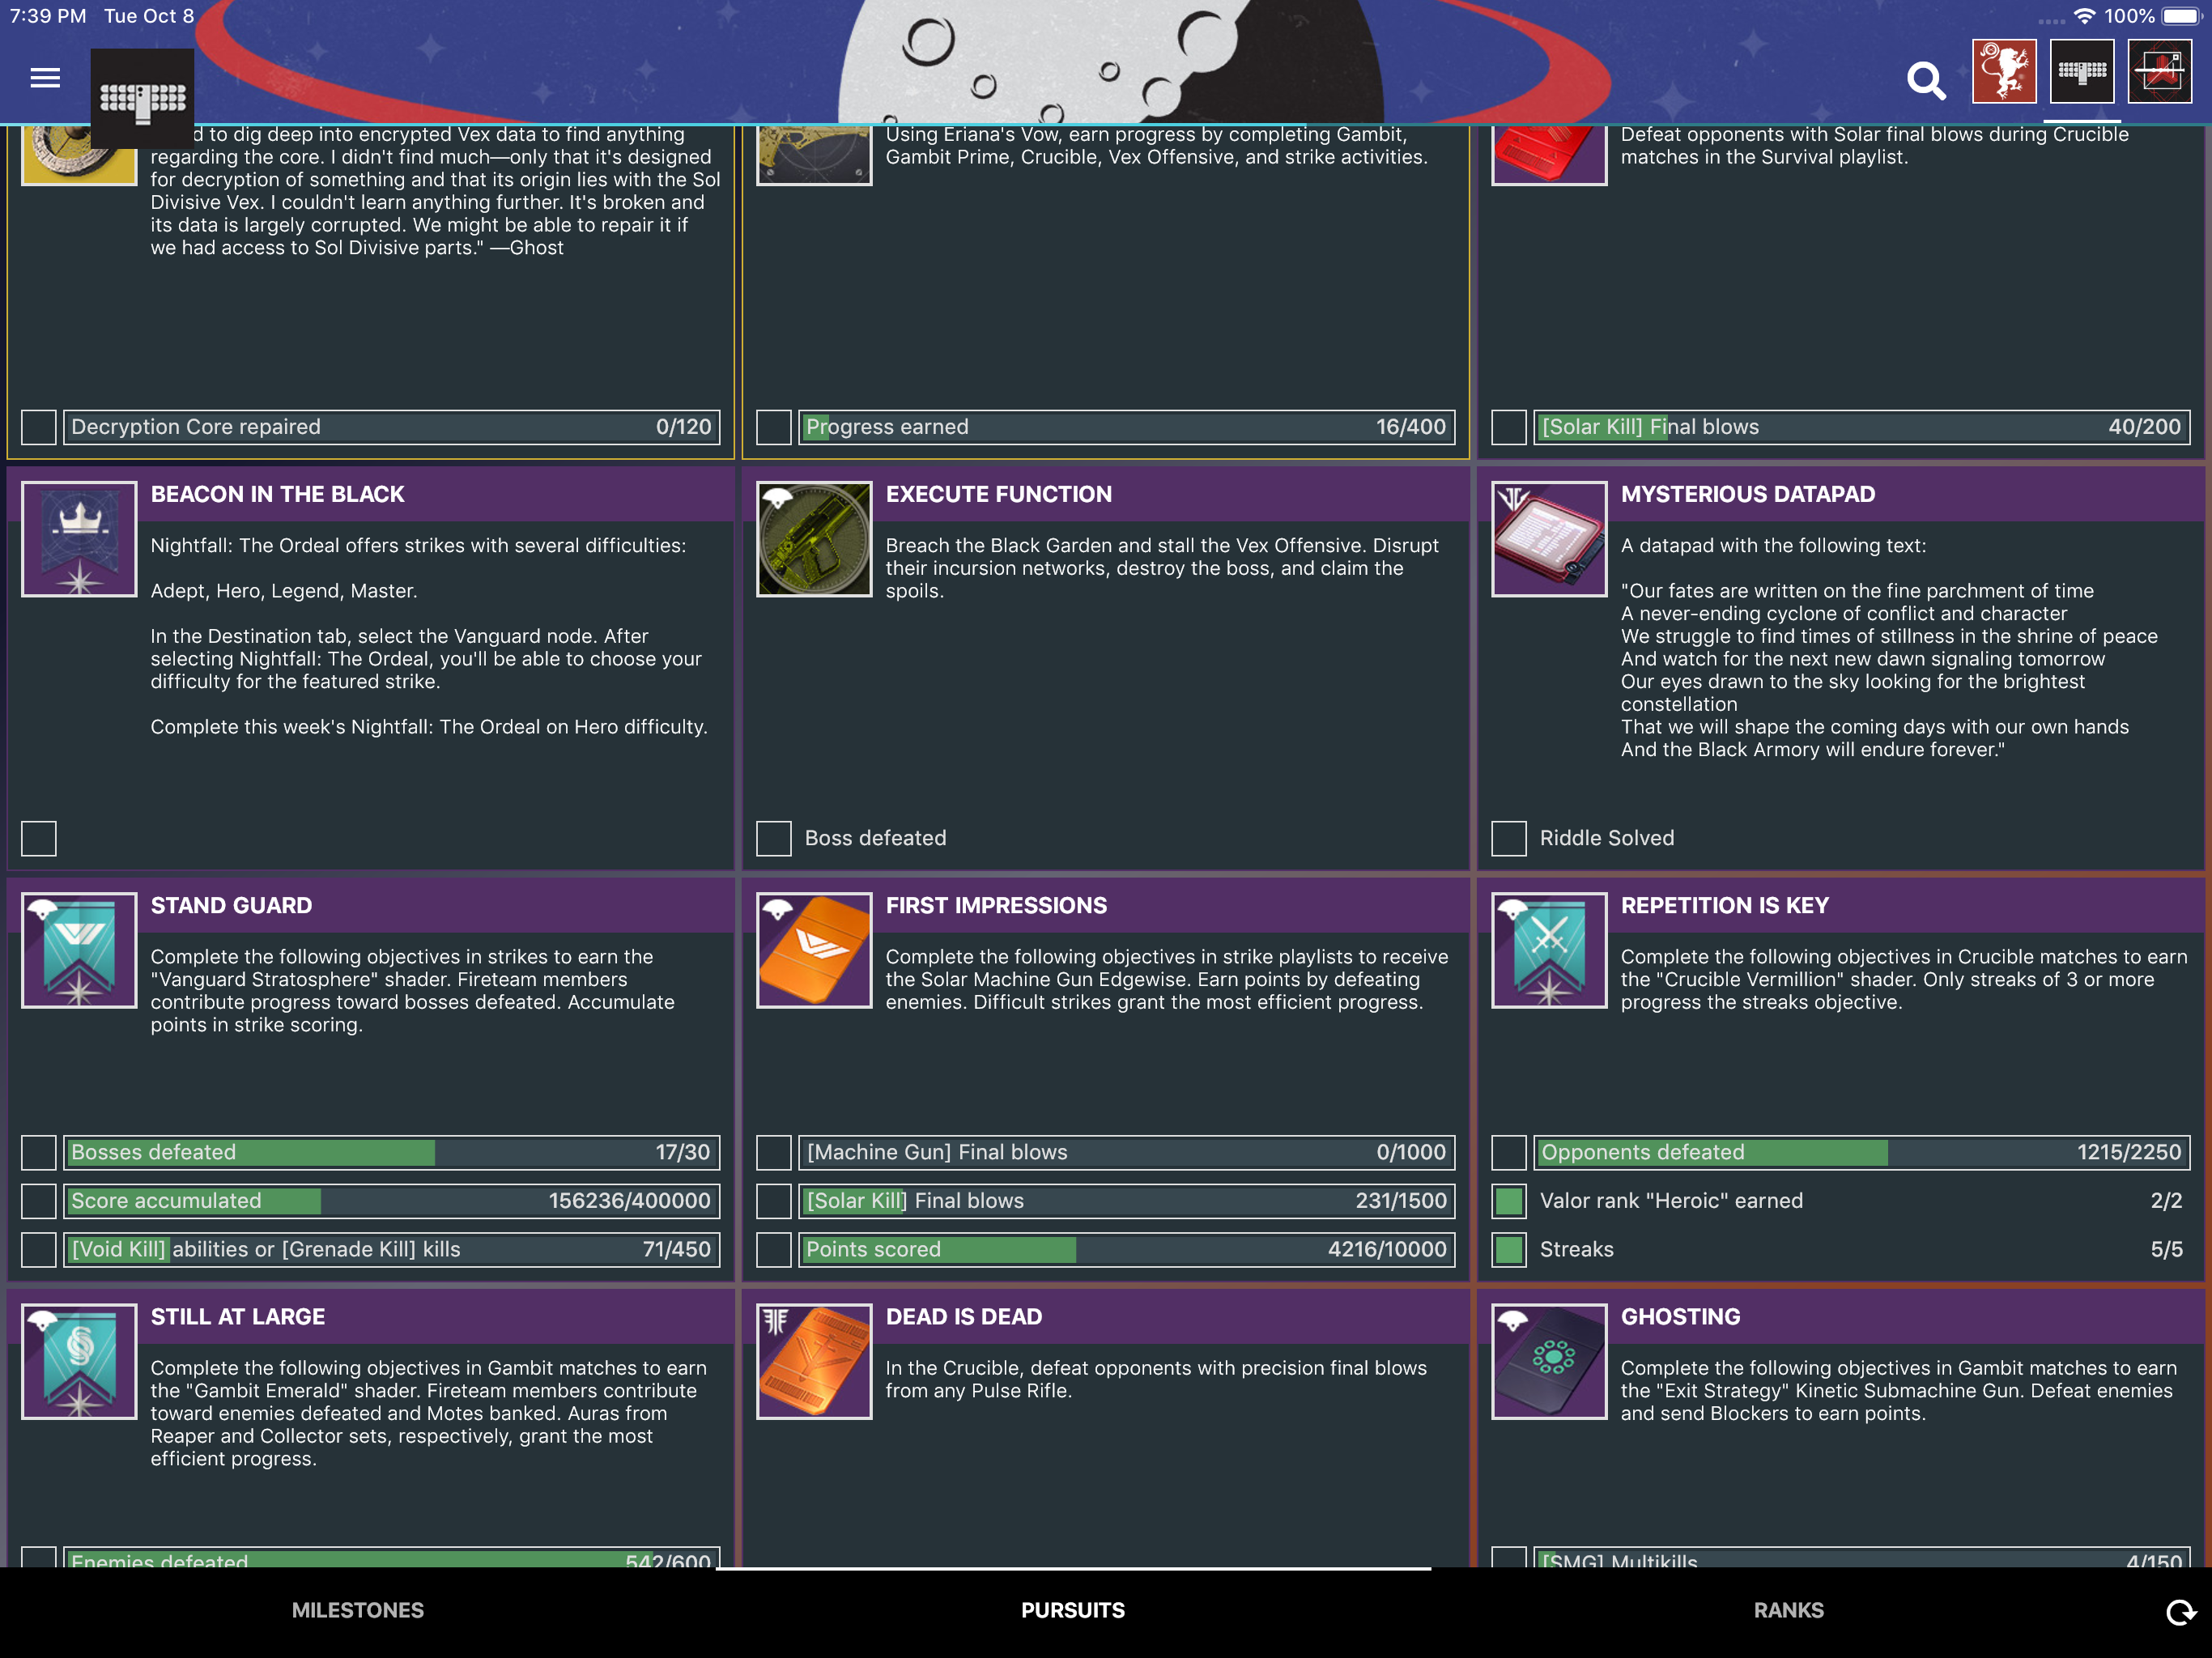 7:39 PM Tue Oct 8
100%
d to dig deep into encrypted Vex data to find anything
regarding the core. I didn't find much—only that it's designed
for decryption of something and that its origin lies with the Sol
Divisive Vex. I couldn't learn anything further. It's broken and
its data is largely corrupted. We might be able to repair it if
we had access to Sol Divisive parts." —Ghost
Decryption Core repaired 0/120
Using Eriana's Vow, earn progress by completing Gambit,
Gambit Prime, Crucible, Vex Offensive, and strike activities.
Progress earned 16/400
Defeat opponents with Solar final blows during Crucible
matches in the Survival playlist.
[Solar Kill] Final blows 40/200
BEACON IN THE BLACK
Nightfall: The Ordeal offers strikes with several difficulties:
Adept, Hero, Legend, Master.
In the Destination tab, select the Vanguard node. After
selecting Nightfall: The Ordeal, you'll be able to choose your
difficulty for the featured strike.
Complete this week's Nightfall: The Ordeal on Hero difficulty.
EXECUTE FUNCTION
Breach the Black Garden and stall the Vex Offensive. Disrupt
their incursion networks, destroy the boss, and claim the
spoils.
Boss defeated
MYSTERIOUS DATAPAD
A datapad with the following text:
"Our fates are written on the fine parchment of time
A never-ending cyclone of conflict and character
We struggle to find times of stillness in the shrine of peace
And watch for the next new dawn signaling tomorrow
Our eyes drawn to the sky looking for the brightest
constellation
That we will shape the coming days with our own hands
And the Black Armory will endure forever."
Riddle Solved
STAND GUARD
Complete the following objectives in strikes to earn the
"Vanguard Stratosphere" shader. Fireteam members
contribute progress toward bosses defeated. Accumulate
points in strike scoring.
Bosses defeated 17/30
Score accumulated 156236/400000
[Void Kill] abilities or [Grenade Kill] kills 71/450
FIRST IMPRESSIONS
Complete the following objectives in strike playlists to receive
the Solar Machine Gun Edgewise. Earn points by defeating
enemies. Difficult strikes grant the most efficient progress.
[Machine Gun] Final blows 0/1000
[Solar Kill] Final blows 231/1500
Points scored 4216/10000
REPETITION IS KEY
Complete the following objectives in Crucible matches to earn
the "Crucible Vermillion" shader. Only streaks of 3 or more
progress the streaks objective.
Opponents defeated 1215/2250
Valor rank "Heroic" earned 2/2
Streaks 5/5
STILL AT LARGE
Complete the following objectives in Gambit matches to earn
the "Gambit Emerald" shader. Fireteam members contribute
toward enemies defeated and Motes banked. Auras from
Reaper and Collector sets, respectively, grant the most
efficient progress.
Enemies defeated 542/600
DEAD IS DEAD
In the Crucible, defeat opponents with precision final blows
from any Pulse Rifle.
GHOSTING
Complete the following objectives in Gambit matches to earn
the "Exit Strategy" Kinetic Submachine Gun. Defeat enemies
and send Blockers to earn points.
[SMG] Multikills 4/150
MILESTONES
PURSUITS
RANKS